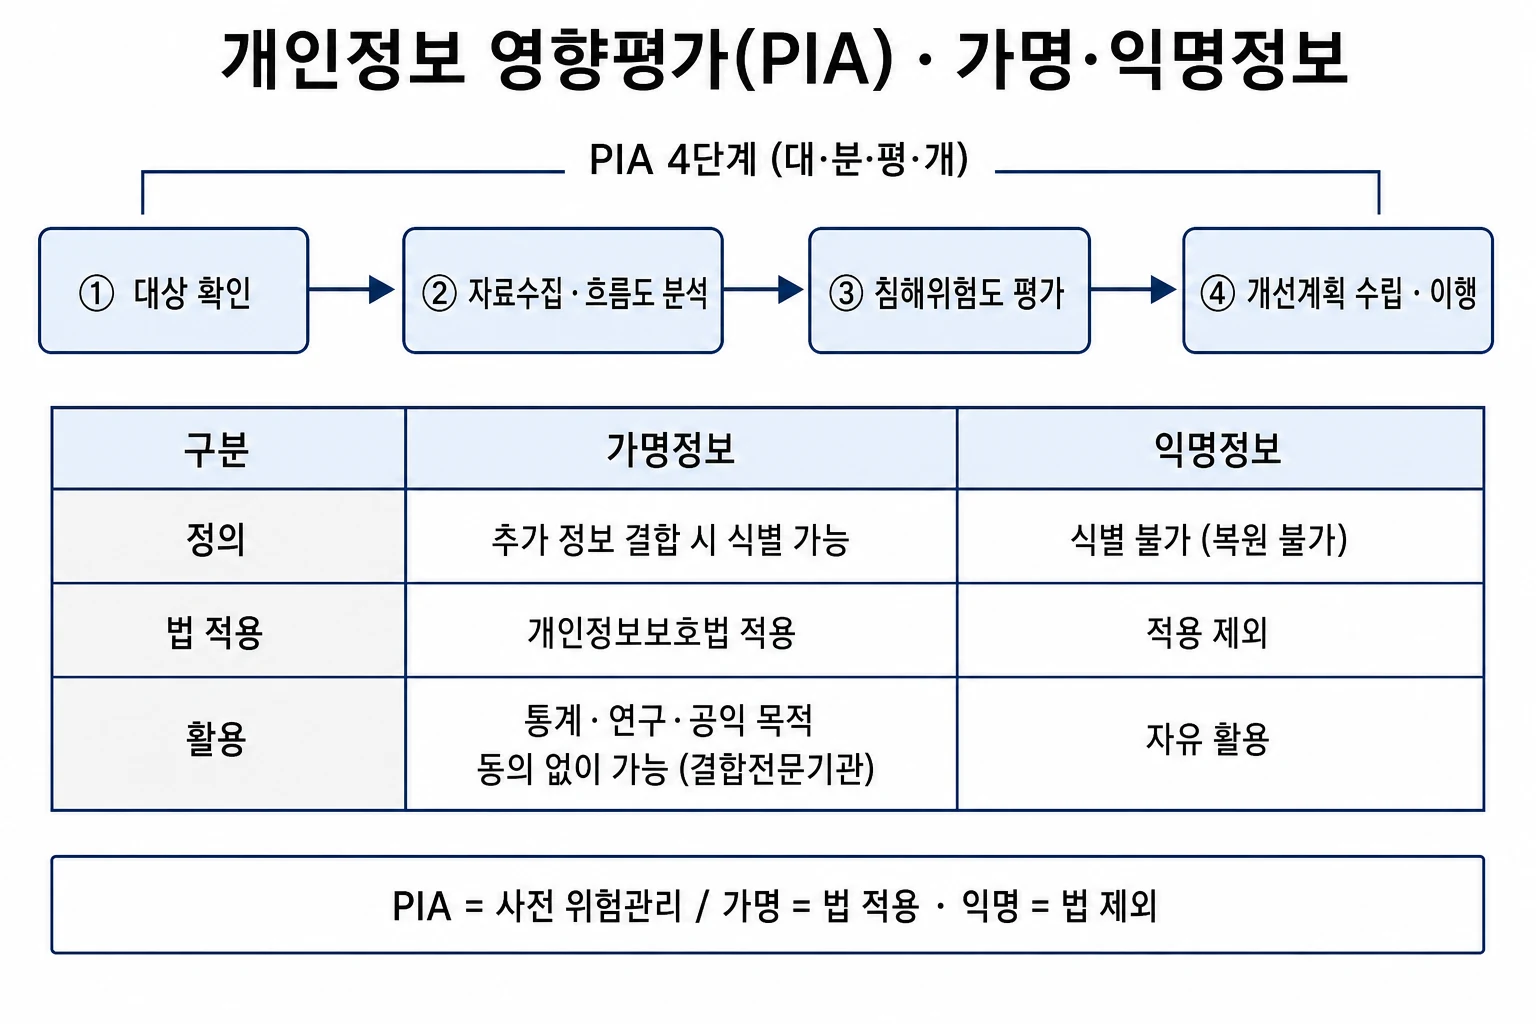 개인정보 영향평가(PIA) · 가명·익명정보
PIA 4단계 (대·분·평·개)
① 대상 확인
② 자료수집 · 흐름도 분석
③ 침해위험도 평가
④ 개선계획 수립 · 이행
구분
가명정보
익명정보
정의
추가 정보 결합 시 식별 가능
식별 불가 (복원 불가)
법 적용
개인정보보호법 적용
적용 제외
활용
통계 · 연구 · 공익 목적
동의 없이 가능 (결합전문기관)
자유 활용
PIA = 사전 위험관리 / 가명 = 법 적용 · 익명 = 법 제외